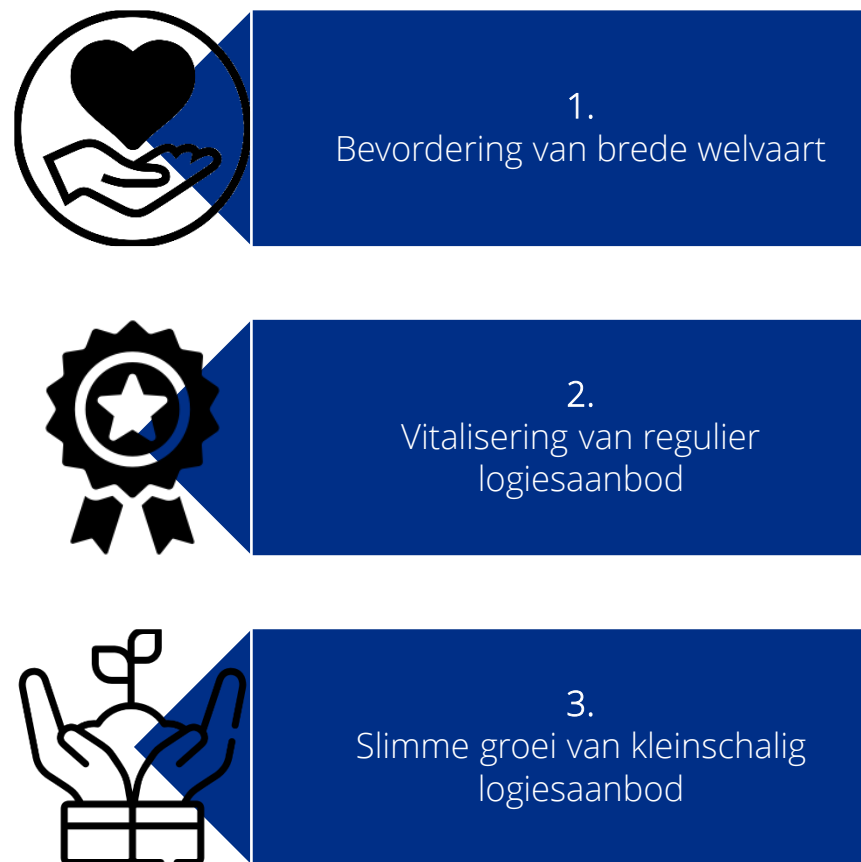 1.
Bevordering van brede welvaart
2.
Vitalisering van regulier
logiesaanbod
3.
Slimme groei van kleinschalig
logiesaanbod